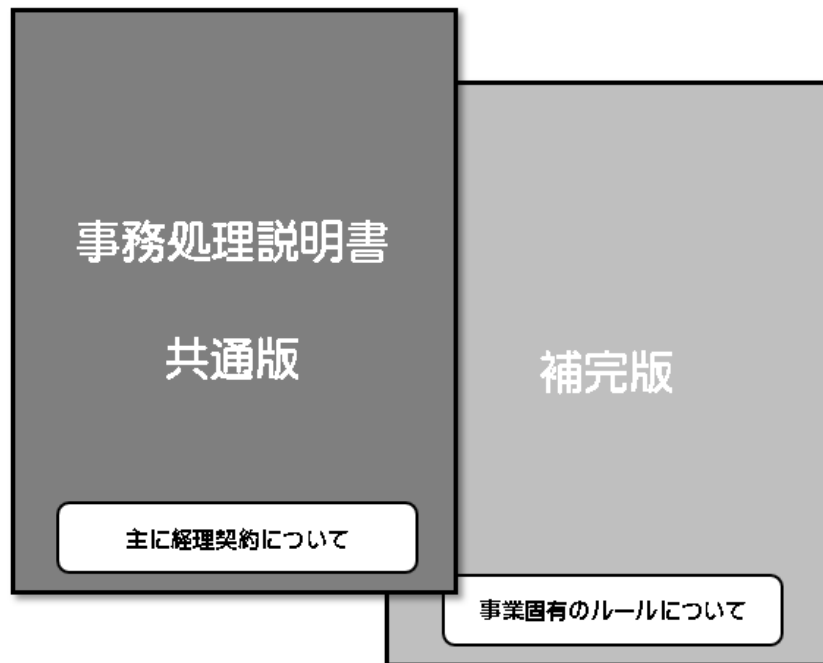 事務処理説明書
共通版
主に経理契約について
補完版
事業固有のルールについて